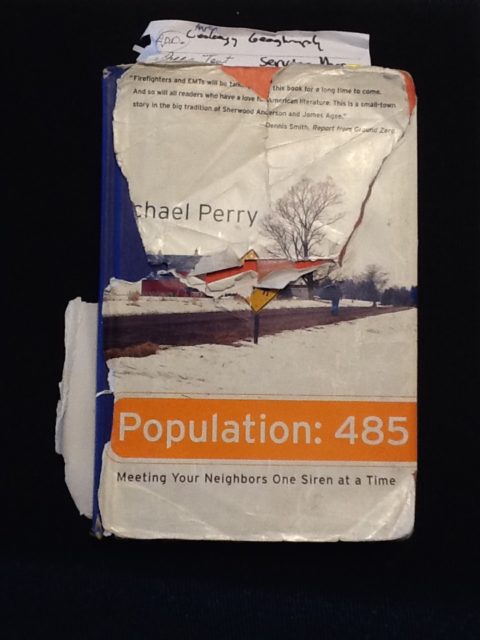 ADD.
"Firefighters and EMTs will be this book for a long time to come.
And so will all readers who have a love American literature. This is a small-town
story in the big tradition of Sherwood Anderson and James Agee."
—Dennis Smith, Report from Ground Zero
chael Perry
Population: 485
Meeting Your Neighbors One Siren at a Time